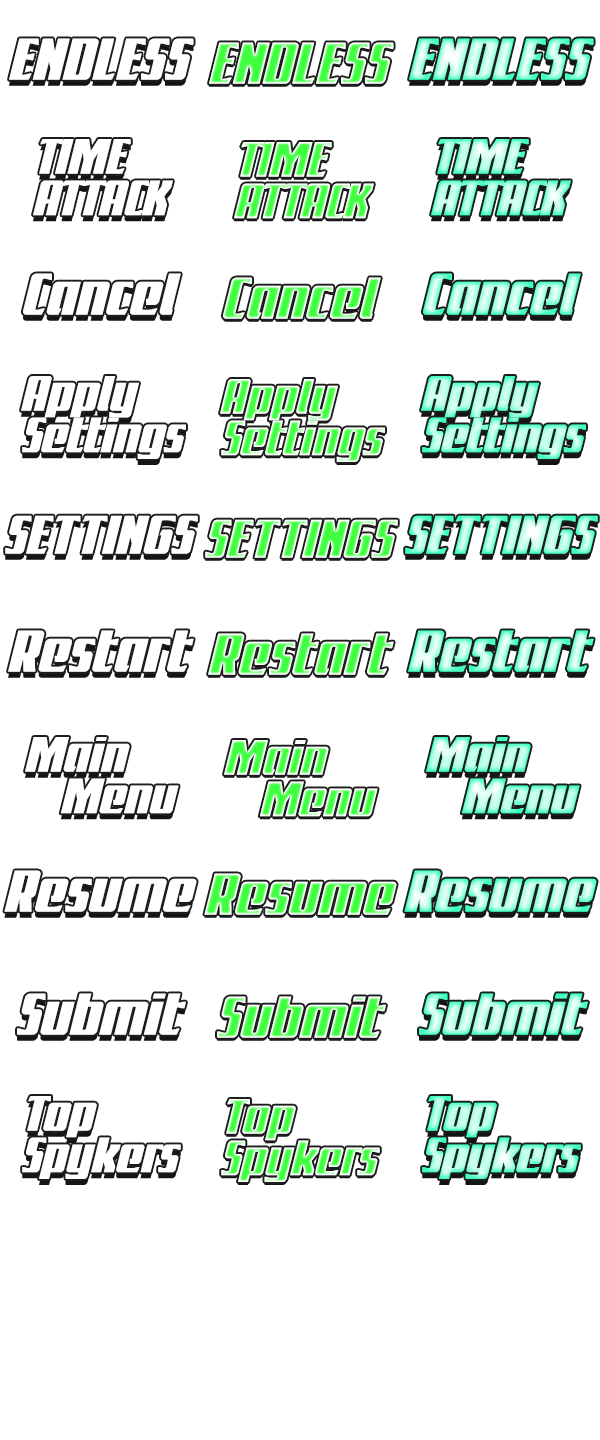 ENDLESS ENDLESS ENDLESS
TIME TIME TIME
ATTACK ATTACK ATTACK
Cancel Cancel Cancel
Apply Apply Apply
Settings Settings Settings
SETTINGS SETTINGS SETTINGS
Restart Restart Restart
Main Main Main
Menu Menu Menu
Resume Resume Resume
Submit Submit Submit
Top Top Top
Spykers Spykers Spykers